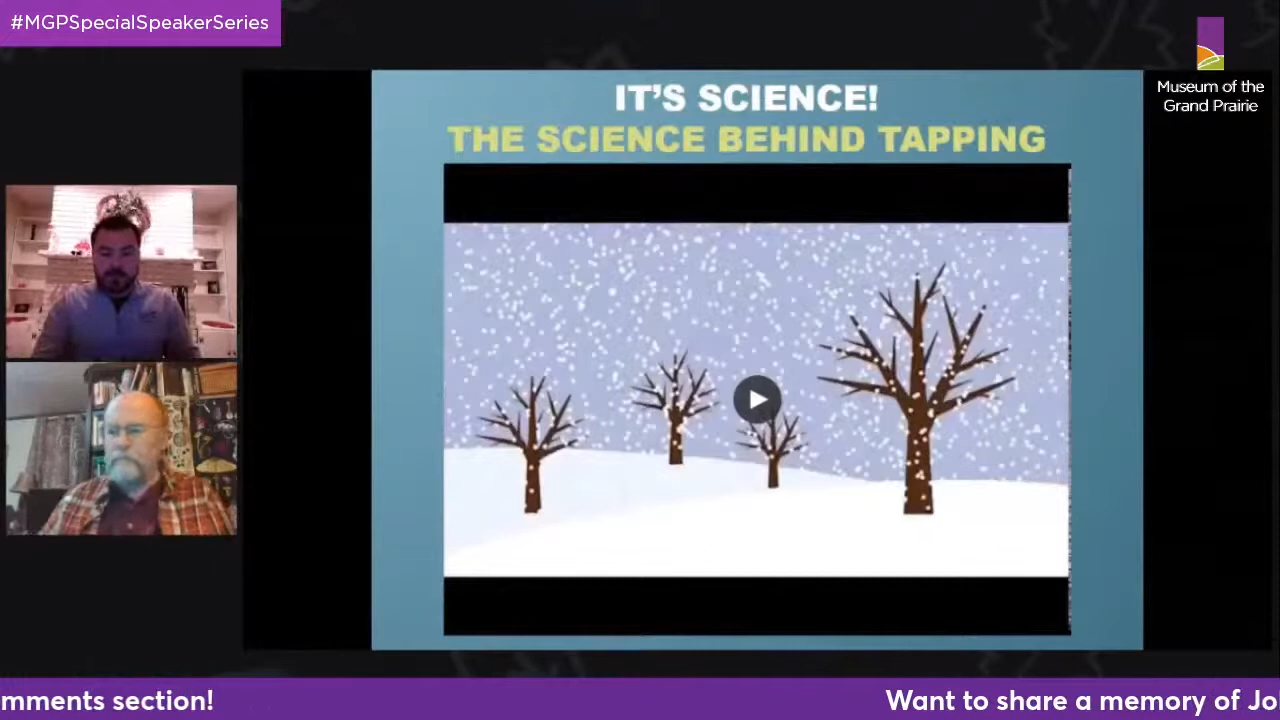 #MGPSpecialSpeakerSeries
Museum of the
Grand Prairie
IT'S SCIENCE!
THE SCIENCE BEHIND TAPPING
mments section!
Want to share a memory of Jo